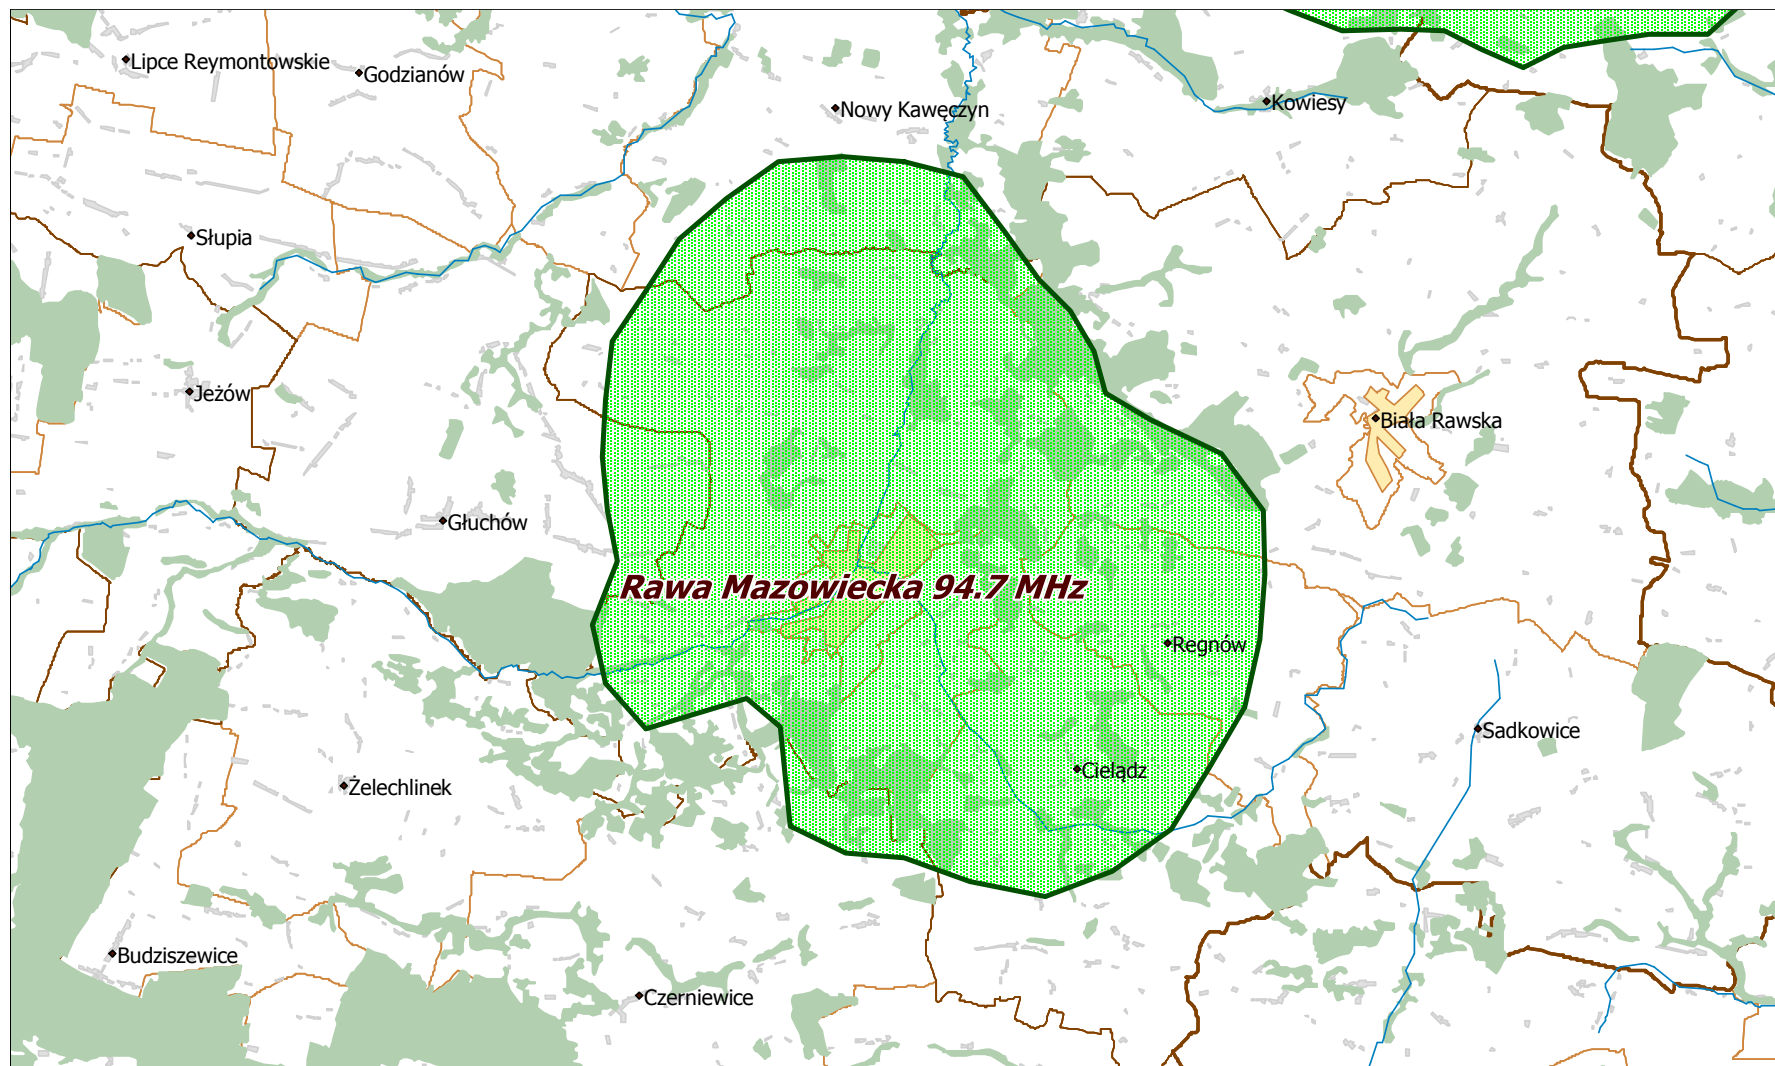 Lipce Reymontowskie
Godzianów
Nowy Kawęczyn
Kowiesy
Słupia
Jeżów
Biała Rawska
Głuchów
Rawa Mazowiecka 94.7 MHz
Regnów
Sadkowice
Cielądz
Żelechlinek
Budziszewice
Czerniewice